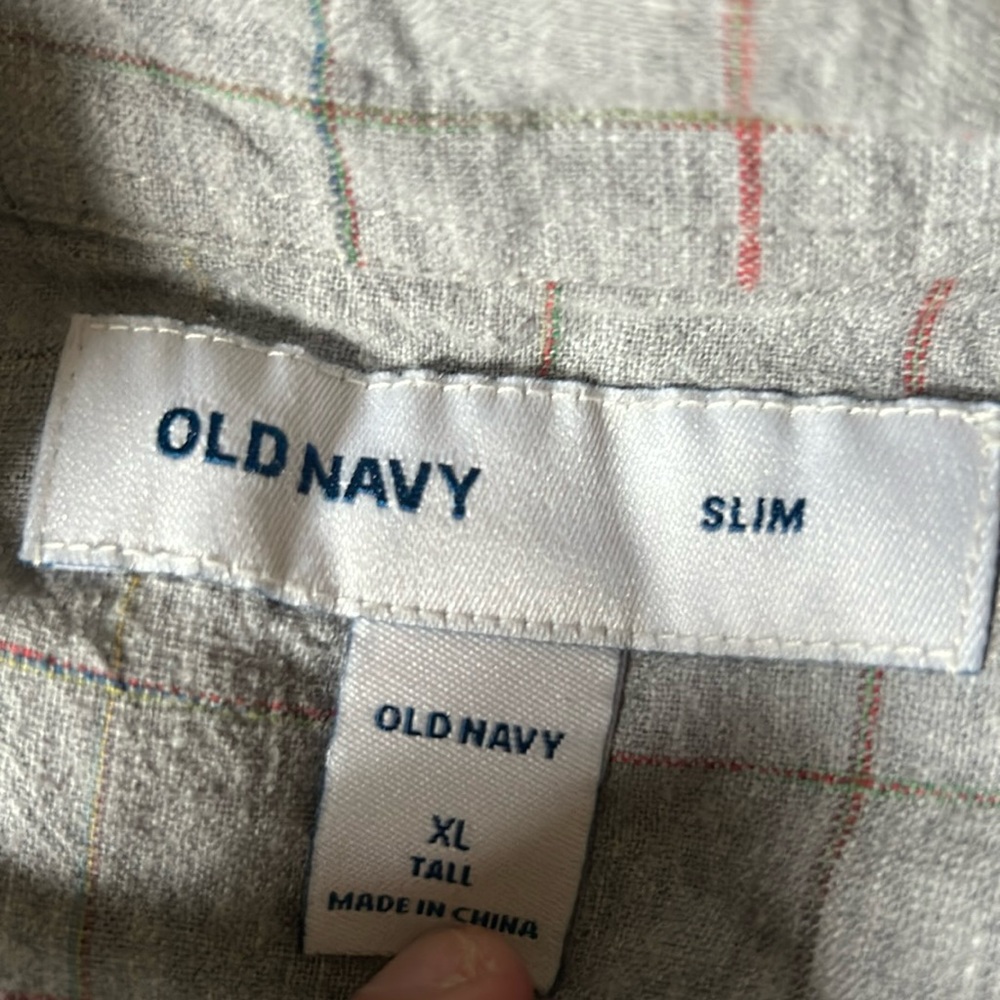 OLD NAVY SLIM
OLD NAVY
XL
TALL
MADE IN CHINA